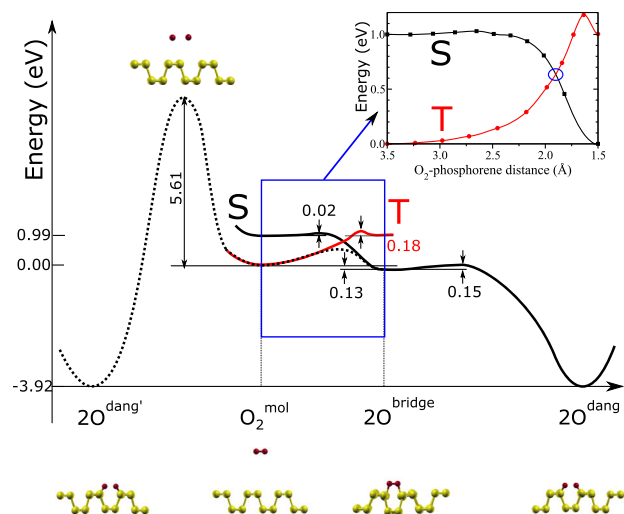 Energy (eV)
5.61
0.99
0.00
-3.92
S
0.02
T
0.18
0.13
0.15
2O^dang'
O₂^mol
2O^bridge
2O^dang
Energy (eV)
1.0
0.5
0.0
S
T
3.5
3.0
2.5
2.0
1.5
O₂-phosphorene distance (Å)